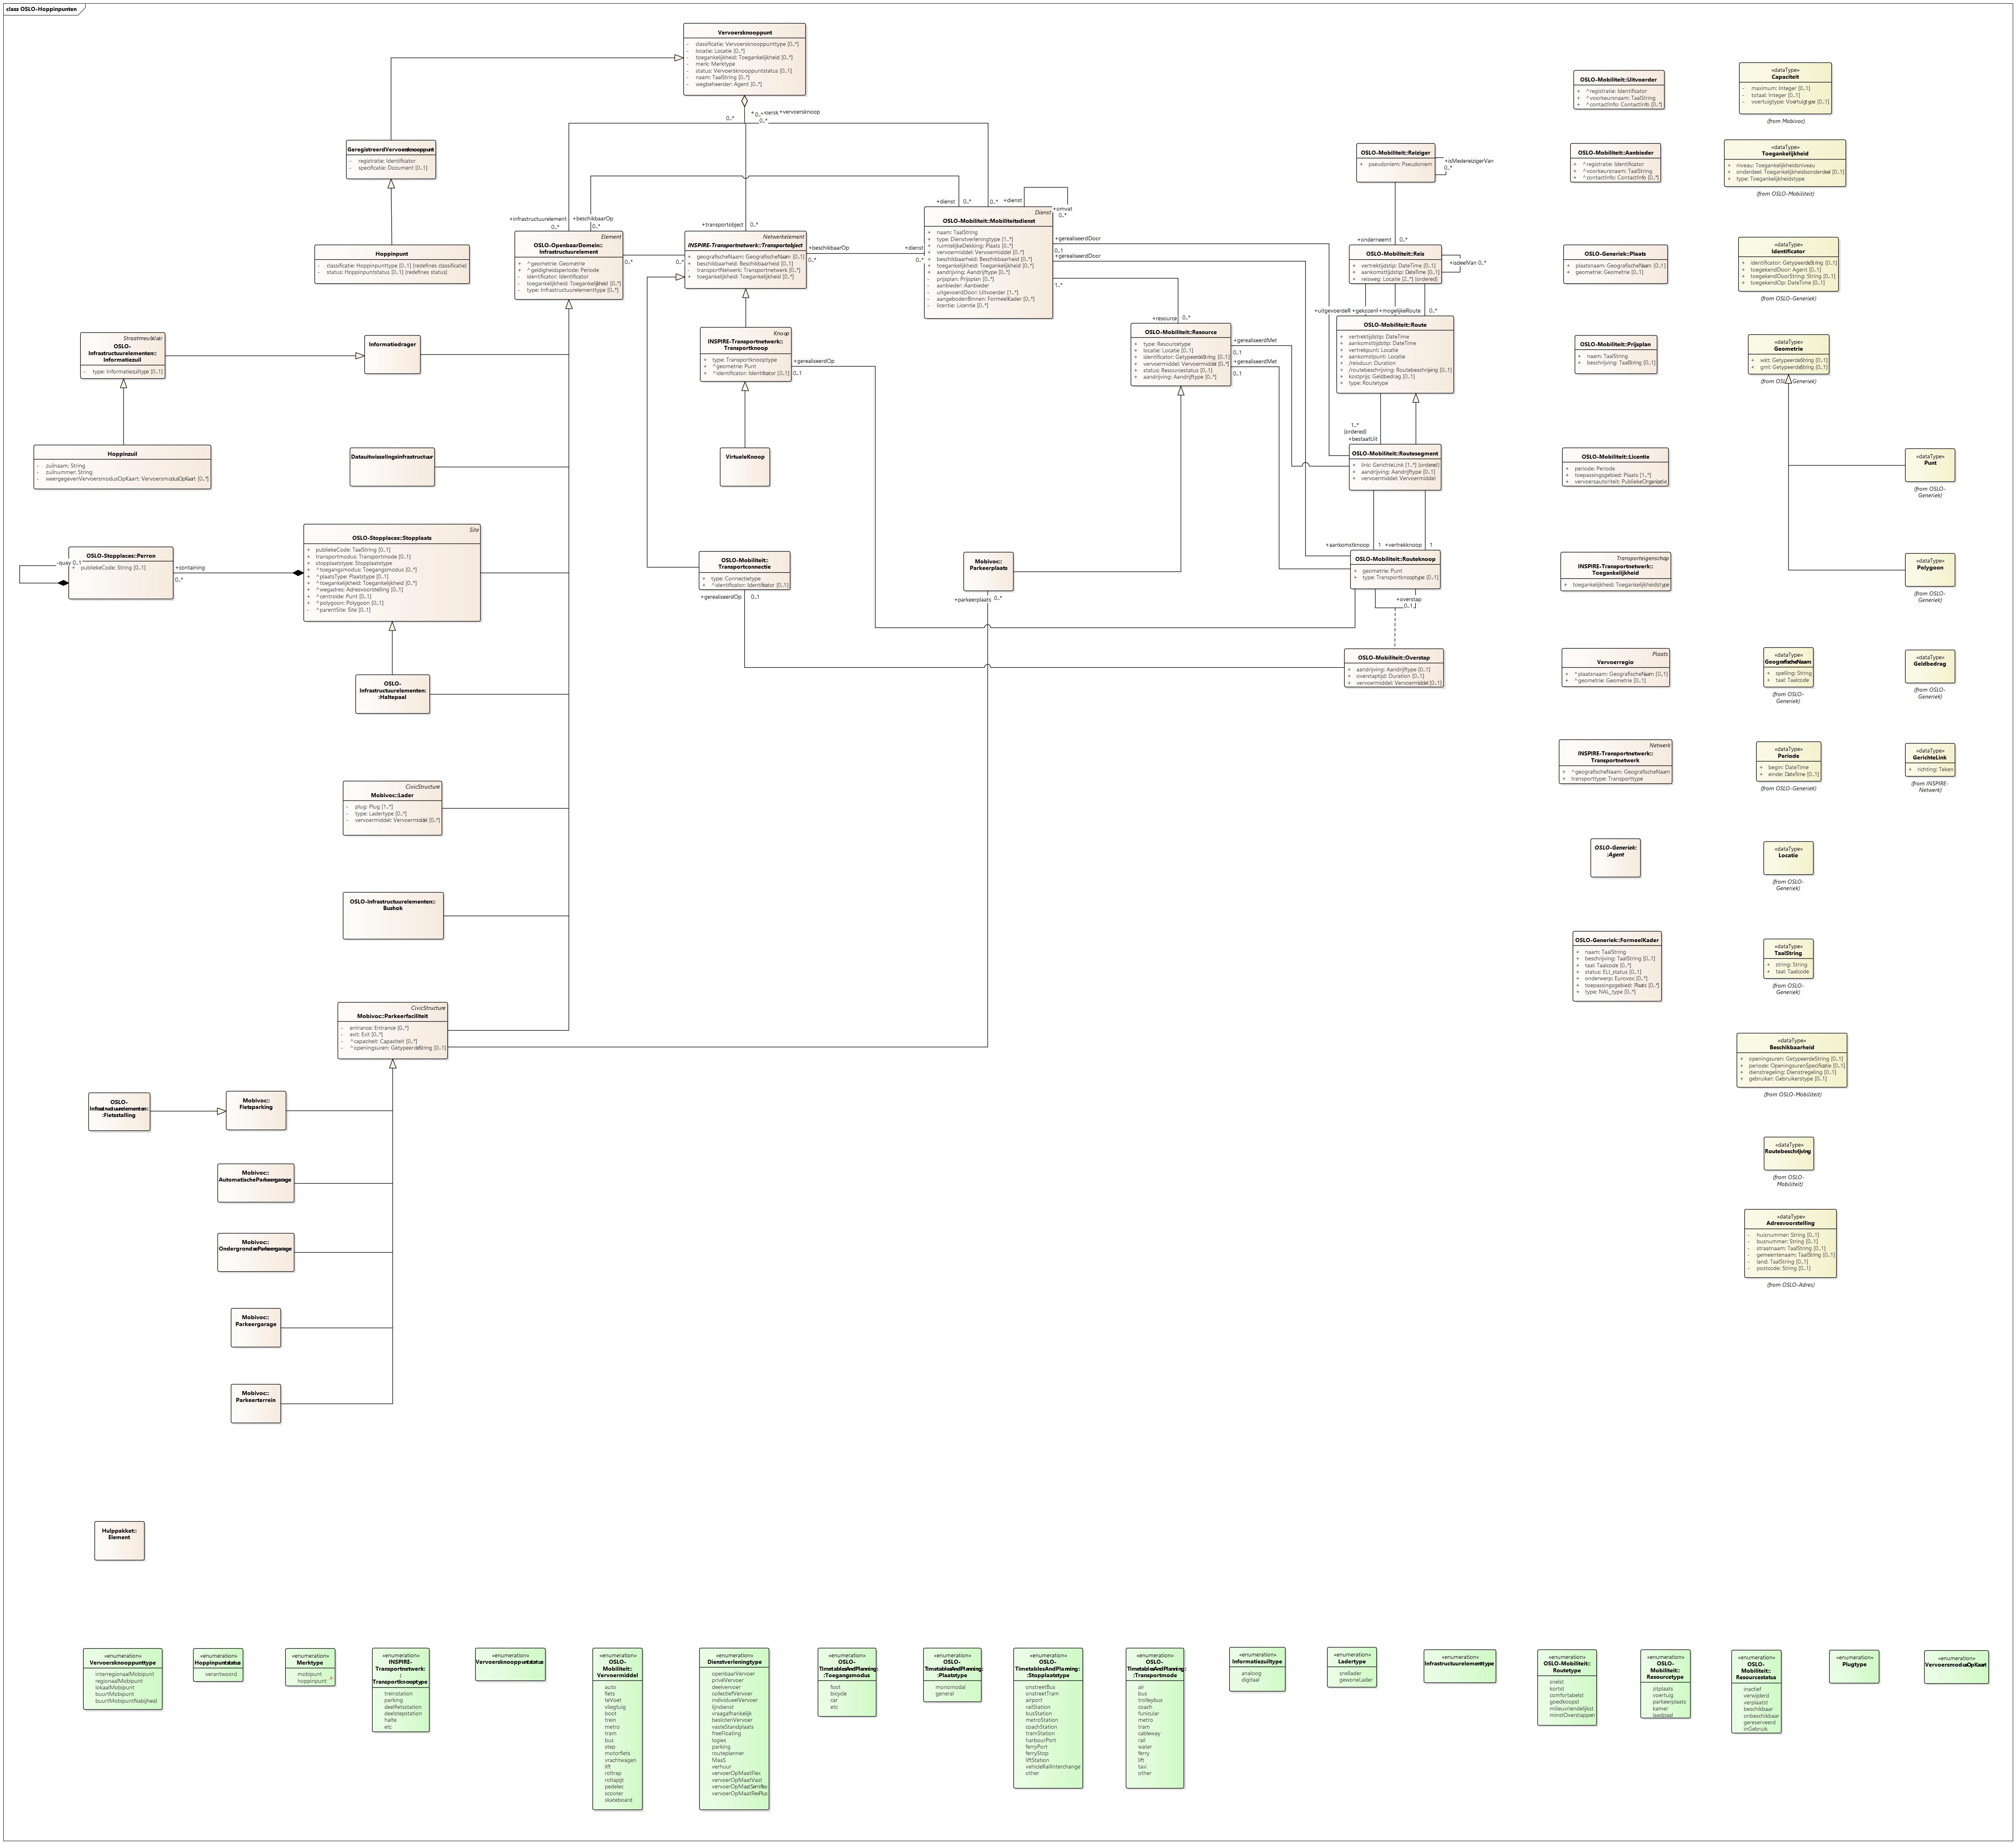 class OSLO-Hoppinpunten
Vervoersknooppunt
- classificatie: Vervoersknooppunttype [0..*]
- locatie: Locatie [0..*]
- toegankelijkheid: Toegankelijkheid [0..*]
- merk: Merktype
- status: Vervoersknooppuntstatus [0..1]
- naam: TaalString [0..*]
- wegbeheerder: Agent [0..*]
0..*
+vervoersknoop
0..*
GeregistreerdVervoersknooppunt
- registratie: Identificator
- specificatie: Document [0..1]
Hoppinpunt
- classificatie: Hoppinpunttype [0..1] {redefines classificatie}
- status: Hoppinpuntstatus [0..1] {redefines status}
+infrastructuurelement
0..*
+beschikbaarOp
0..*
Element
OSLO-OpenbaarDomein::
Infrastructuurelement
+ ^geometrie: Geometrie
+ ^geldigheidsperiode: Periode
- identificator: Identificator
- toegankelijkheid: Toegankelijkheid [0..*]
- type: Infrastructuurelementtype [0..*]
0..*
0..*
+transportobject
0..*
Netwerkelement
INSPIRE-Transportnetwerk::Transportobject
+ geografischeNaam: GeografischeNaam [0..1]
+ beschikbaarheid: Beschikbaarheid [0..1]
- transportNetwerk: Transportnetwerk [0..*]
+ toegankelijkheid: Toegankelijkheid [0..*]
+beschikbaarOp
0..*
+dienst
0..*
+dienst
0..*
0..*
+dienst
+omvat
0..*
Dienst
OSLO-Mobiliteit::Mobiliteitsdienst
+ naam: TaalString
+ type: Dienstverleningtype [1..*]
+ ruimtelijkeDekking: Plaats [0..*]
+ vervoermiddel: Vervoermiddel [0..*]
+ beschikbaarheid: Beschikbaarheid [0..*]
+ toegankelijkheid: Toegankelijkheid [0..*]
+ aandrijving: Aandrijftype [0..*]
- prijsplan: Prijsplan [0..*]
- aanbieder: Aanbieder
- uitgevoerdDoor: Uitvoerder [1..*]
- aangebodenBinnen: FormeelKader [0..*]
- licentie: Licentie [0..*]
+gerealiseerdDoor
0..1
+gerealiseerdDoor
1..*
+resource
0..*
OSLO-Mobiliteit::Resource
+ type: Resourcetype
+ locatie: Locatie [0..1]
+ identificator: GetypeerdeString [0..1]
+ vervoermiddel: Vervoermiddel [0..*]
+ status: Resourcestatus [0..1]
+ aandrijving: Aandrijftype [0..*]
+gerealiseerdMet
0..1
+gerealiseerdMet
0..1
OSLO-Mobiliteit::Reiziger
+ pseudoniem: Pseudoniem
+isMedereizigerVan
0..*
+onderneemt
0..*
OSLO-Mobiliteit::Reis
+ vertrektijdstip: DateTime [0..1]
+ aankomsttijdstip: DateTime [0..1]
+ reisweg: Locatie [2..*] {ordered}
+isdeelVan 0..*
+mogelijkeRoute
0..*
OSLO-Mobiliteit::Route
+ vertrektijdstip: DateTime
+ aankomsttijdstip: DateTime
+ vertrekpunt: Locatie
+ aankomstpunt: Locatie
+ /reisduur: Duration
+ /routebeschrijving: Routebeschrijving [0..1]
+ kostprijs: Geldbedrag [0..1]
+ type: Routetype
1..*
{ordered}
+bestaatUit
OSLO-Mobiliteit::Routesegment
+ link: GerichteLink [1..*] {ordered}
+ aandrijving: Aandrijftype [0..1]
+ vervoermiddel: Vervoermiddel
+aankomstknoop
1
+vertrekknoop
1
OSLO-Mobiliteit::Routeknoop
+ geometrie: Punt
+ type: Transportknooptype [0..1]
+overstap
0..1
OSLO-Mobiliteit::Overstap
+ aandrijving: Aandrijftype [0..1]
+ overstaptijd: Duration [0..1]
+ vervoermiddel: Vervoermiddel [0..1]
Knoop
INSPIRE-Transportnetwerk::
Transportknoop
+ type: Transportknooptype
+ ^geometrie: Punt
+ ^identificator: Identifikator [0..1]
+gerealiseerdOp
0..1
VirtueleKnoop
OSLO-Mobiliteit::
Transportconnectie
+ type: Connectietype
+ ^identificator: Identifikator [0..1]
+gerealiseerdOp
0..1
Mobivoc::
Parkeerplaats
+parkeerplaats
0..*
Straatmeubilair
OSLO-
Infrastructuurelementen::
Informatiezuil
- type: Informatiezuiltype [0..1]
Informatiedrager
Hoppinzuil
- zuilnaam: String
- zuilnummer: String
- weergegevenVervoersmodusOpKaart: VervoersmodusOpKaart [0..*]
Datauitwisselingsinfrastructuur
OSLO-Stopplaces::Perron
+ publiekeCode: String [0..1]
-quay 0..1
+containing
0..*
Site
OSLO-Stopplaces::Stopplaats
+ publiekeCode: TaalString [0..1]
+ transportmodus: Transportmode [0..1]
+ stopplaatstype: Stopplaatstype
+ ^toegangsmodus: Toegangsmodus [0..*]
+ ^plaatsType: Plaatstype [0..1]
+ ^toegankelijkheid: Toegankelijkheid [0..*]
+ ^wegadres: Adresvoorstelling [0..1]
+ ^centroide: Punt [0..1]
+ ^polygoon: Polygoon [0..1]
- ^parentSite: Site [0..1]
OSLO-
Infrastructuurelementen:
:Haltepaal
CivicStructure
Mobivoc::Lader
- plug: Plug [1..*]
- type: Ladertype [0..*]
- vervoermiddel: Vervoermiddel [0..*]
OSLO-Infrastructuurelementen::
Bushok
CivicStructure
Mobivoc::Parkeerfaciliteit
- entrance: Entrance [0..*]
- exit: Exit [0..*]
- ^capaciteit: Capaciteit [0..*]
- ^openingsuren: GetypeerdeString [0..1]
OSLO-
Infrastructuurelementen:
:Fietsstalling
Mobivoc::
Fietsparking
Mobivoc::
AutomatischeParkeergarage
Mobivoc::
OndergrondseParkeergarage
Mobivoc::
Parkeergarage
Mobivoc::
Parkeerterrein
Hulppakket::
Element
OSLO-Mobiliteit::Uitvoerder
+ ^registratie: Identificator
+ ^voorkeursnaam: TaalString
+ ^contactInfo: ContactInfo [0..*]
OSLO-Mobiliteit::Aanbieder
+ ^registratie: Identificator
+ ^voorkeursnaam: TaalString
+ ^contactInfo: ContactInfo [0..*]
OSLO-Generiek::Plaats
+ plaatsnaam: GeografischeNaam [0..1]
+ geometrie: Geometrie [0..1]
OSLO-Mobiliteit::Prijsplan
+ naam: TaalString
+ beschrijving: TaalString [0..1]
OSLO-Mobiliteit::Licentie
+ periode: Periode
+ toepassingsgebied: Plaats [1..*]
+ vervoersautoriteit: PubliekeOrganisatie
Transporteigenschap
INSPIRE-Transportnetwerk::
Toegankelijkheid
+ toegankelijkheid: Toegankelijkheidstype
Plaats
Vervoerregio
+ ^plaatsnaam: GeografischeNaam [0..1]
+ ^geometrie: Geometrie [0..1]
Netwerk
INSPIRE-Transportnetwerk::
Transportnetwerk
+ ^geografischeNaam: GeografischeNaam
+ transporttype: Transporttype
OSLO-Generiek:
:Agent
OSLO-Generiek::FormeelKader
+ naam: TaalString
+ beschrijving: TaalString [0..1]
+ taal: Taalcode [0..*]
+ status: ELI_status [0..1]
+ onderwerp: Eurovoc [0..*]
+ toepassingsgebied: Plaats [0..*]
+ type: NAL_type [0..*]
«dataType»
Capaciteit
- maximum: Integer [0..1]
- totaal: Integer [0..1]
- voertuigtype: Voertuigtype [0..1]
(from Mobivoc)
«dataType»
Toegankelijkheid
+ niveau: Toegankelijkheidsniveau
+ onderdeel: Toegankelijkheidsonderdeel [0..1]
+ type: Toegankelijkheidstype
(from OSLO-Mobiliteit)
«dataType»
Identificator
+ identificator: GetypeerdeString [0..1]
+ toegekendDoor: Agent [0..1]
+ toegekendDoorString: String [0..1]
+ toegekendOp: DateTime [0..1]
(from OSLO-Generiek)
«dataType»
Geometrie
+ wkt: GetypeerdeString [0..1]
+ gml: GetypeerdeString [0..1]
(from OSLO-Generiek)
«dataType»
Punt
(from OSLO-
Generiek)
«dataType»
Polygoon
(from OSLO-
Generiek)
«dataType»
GeografischeNaam
+ spelling: String
+ taal: Taalcode
(from OSLO-
Generiek)
«dataType»
Geldbedrag
(from OSLO-
Generiek)
«dataType»
Periode
+ begin: DateTime
+ einde: DateTime [0..1]
(from OSLO-Generiek)
«dataType»
GerichteLink
+ richting: Teken
(from INSPIRE-
Netwerk)
«dataType»
Locatie
(from OSLO-
Generiek)
«dataType»
TaalString
+ string: String
+ taal: Taalcode
(from OSLO-
Generiek)
«dataType»
Beschikbaarheid
+ openingsuren: GetypeerdeString [0..1]
+ periode: OpeningsurenSpecificatie [0..1]
+ dienstregeling: Dienstregeling [0..1]
+ gebruiker: Gebruikerstype [0..1]
(from OSLO-Mobiliteit)
«dataType»
Routebeschrijving
(from OSLO-
Mobiliteit)
«dataType»
Adresvoorstelling
- huisnummer: String [0..1]
- busnummer: String [0..1]
- straatnaam: TaalString [0..1]
- gemeentenaam: TaalString [0..1]
- land: TaalString [0..1]
- postcode: String [0..1]
(from OSLO-Adres)
«enumeration»
Vervoersknooppunttype
interregionaalMobipunt
regionaalMobipunt
lokaalMobipunt
buurtMobipunt
buurtMobipuntNabijheid
«enumeration»
Hoppinpuntstatus
verantwoord
«enumeration»
Merktype
mobipunt
hoppinpunt
«enumeration»
INSPIRE-
Transportnetwerk:
:
Transportknooptype
treinstation
parking
deelfietsstation
deelstepstation
halte
etc
«enumeration»
Vervoersknooppuntstatus
«enumeration»
OSLO-
Mobiliteit::
Vervoermiddel
auto
fiets
teVoet
vliegtuig
boot
trein
metro
tram
bus
step
motorfiets
vrachtwagen
lift
roltrap
roltapijt
pedelec
scooter
skateboard
«enumeration»
Dienstverleningtype
openbaarVervoer
privéVervoer
deelvervoer
collectiefVervoer
individueelVervoer
lijndienst
vraagafhankelijk
beslotenVervoer
vasteStandplaats
freeFloating
logies
parking
routeplanner
MaaS
verhuur
vervoerOpMaatFlex
vervoerOpMaatVast
vervoerOpMaatSemiflex
vervoerOpMaatFlexPlus
«enumeration»
OSLO-
TimetablesAndPlanning:
:Toegangsmodus
foot
bicycle
car
etc
«enumeration»
OSLO-
TimetablesAndPlanning:
:Plaatstype
monomodal
general
«enumeration»
OSLO-
TimetablesAndPlanning:
:Stopplaatstype
onstreetBus
onstreetTram
airport
railStation
busStation
metroStation
coachStation
tramStation
harbourPort
ferryPort
ferryStop
liftStation
vehicleRailInterchange
other
«enumeration»
OSLO-
TimetablesAndPlanning:
:Transportmode
air
bus
trolleybus
coach
funicular
metro
tram
cableway
rail
water
ferry
lift
taxi
other
«enumeration»
Informatiezuiltype
analoog
digitaal
«enumeration»
Ladertype
snellader
gewoneLader
«enumeration»
Infrastructuurelementtype
«enumeration»
OSLO-Mobiliteit::
Routetype
snelst
kortst
comfortabelst
goedkoopst
milieuvriendelijkst
minstOverstappen
«enumeration»
OSLO-
Mobiliteit::
Resourcetype
zitplaats
voertuig
parkeerplaats
kamer
laadpaal
«enumeration»
OSLO-
Mobiliteit::
Resourcestatus
inactief
verwijderd
verplaatst
beschikbaar
onbeschikbaar
gereserveerd
inGebruik
«enumeration»
Plugtype
«enumeration»
VervoersmodusOpKaart